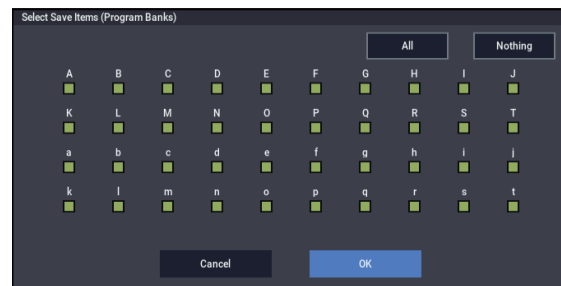 Select Save Items (Program Banks)
All Nothing
A B C D E F G H I J
K L M N O P Q R S T
a b c d e f g h i j
k l m n o p q r s t
Cancel OK